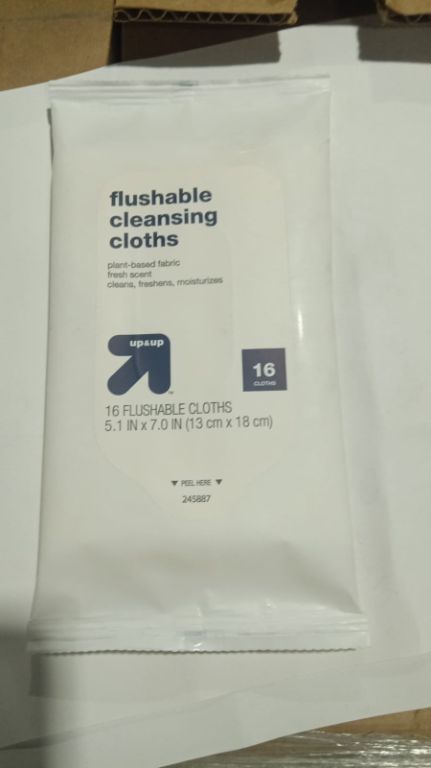 flushable
cleansing
cloths
plant-based fabric
fresh scent
cleans, freshens, moisturizes
up&up
™
16
CLOTHS
16 FLUSHABLE CLOTHS
5.1 IN x 7.0 IN (13 cm x 18 cm)
▼ PEEL HERE ▼
245887